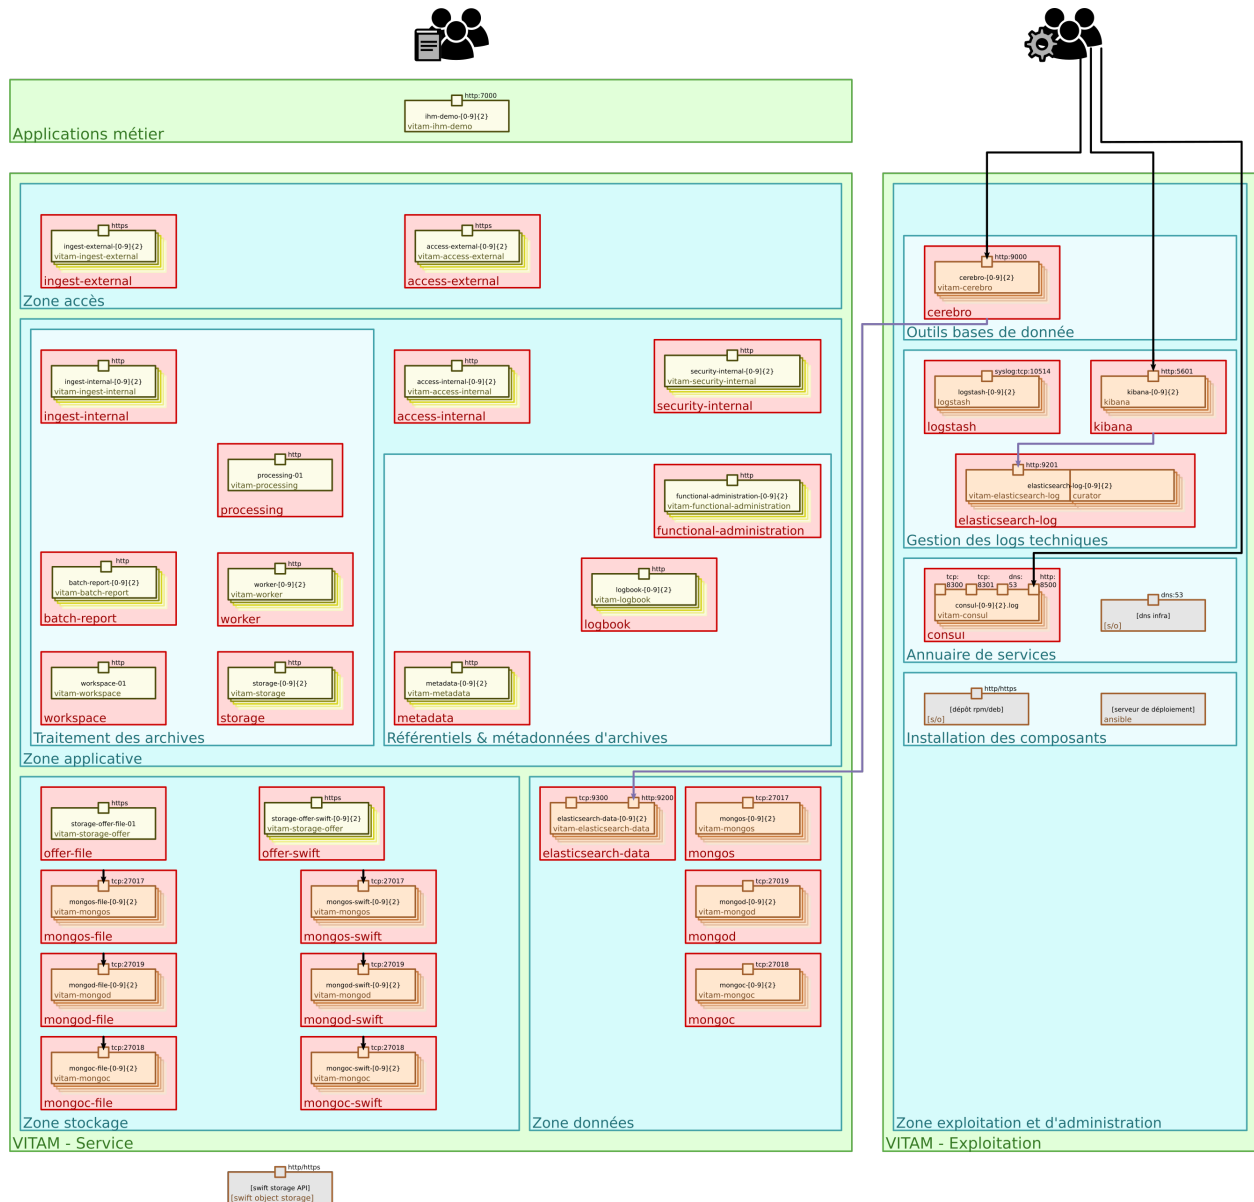 http:7000
ihm-demo-[0-9]{2}
vitam-ihm-demo
Applications métier
https
ingest-external-[0-9]{2}
vitam-ingest-external
ingest-external
https
access-external-[0-9]{2}
vitam-access-external
access-external
Zone accès
http
ingest-internal-[0-9]{2}
vitam-ingest-internal
ingest-internal
http
access-internal-[0-9]{2}
vitam-access-internal
access-internal
http
security-internal-[0-9]{2}
vitam-security-internal
security-internal
http
processing-01
vitam-processing
processing
http
functional-administration-[0-9]{2}
vitam-functional-administration
functional-administration
http
batch-report-[0-9]{2}
vitam-batch-report
batch-report
http
worker-[0-9]{2}
vitam-worker
worker
http
logbook-[0-9]{2}
vitam-logbook
logbook
http
workspace-01
vitam-workspace
workspace
http
storage-[0-9]{2}
vitam-storage
storage
http
metadata-[0-9]{2}
vitam-metadata
metadata
Traitement des archives
Référentiels & métadonnées d'archives
Zone applicative
https
storage-offer-file-01
vitam-storage-offer
offer-file
https
storage-offer-swift-[0-9]{2}
vitam-storage-offer
offer-swift
tcp:27017
mongos-file-[0-9]{2}
vitam-mongos
mongos-file
tcp:27017
mongos-swift-[0-9]{2}
vitam-mongos
mongos-swift
tcp:27019
mongod-file-[0-9]{2}
vitam-mongod
mongod-file
tcp:27019
mongod-swift-[0-9]{2}
vitam-mongod
mongod-swift
tcp:27018
mongoc-file-[0-9]{2}
vitam-mongoc
mongoc-file
tcp:27018
mongoc-swift-[0-9]{2}
vitam-mongoc
mongoc-swift
Zone stockage
tcp:9300
http:9200
elasticsearch-data-[0-9]{2}
vitam-elasticsearch-data
elasticsearch-data
tcp:27017
mongos-[0-9]{2}
vitam-mongos
mongos
tcp:27019
mongod-[0-9]{2}
vitam-mongod
mongod
tcp:27018
mongoc-[0-9]{2}
vitam-mongoc
mongoc
Zone données
VITAM - Service
http/https
[swift storage API]
[swift object storage]
http:9000
cerebro-[0-9]{2}
vitam-cerebro
cerebro
Outils bases de donnée
syslog:tcp:10514
logstash-[0-9]{2}
logstash
logstash
http:5601
kibana-[0-9]{2}
kibana
kibana
http:9201
elasticsearch-log-[0-9]{2}
vitam-elasticsearch-log
curator
elasticsearch-log
Gestion des logs techniques
tcp:
8300
tcp:
8301
dns:
53
http:
8500
consul-[0-9]{2}.log
vitam-consul
consul
dns:53
[dns infra]
[s/o]
Annuaire de services
http/https
[dépôt rpm/deb]
[s/o]
[serveur de déploiement]
ansible
Installation des composants
Zone exploitation et d'administration
VITAM - Exploitation